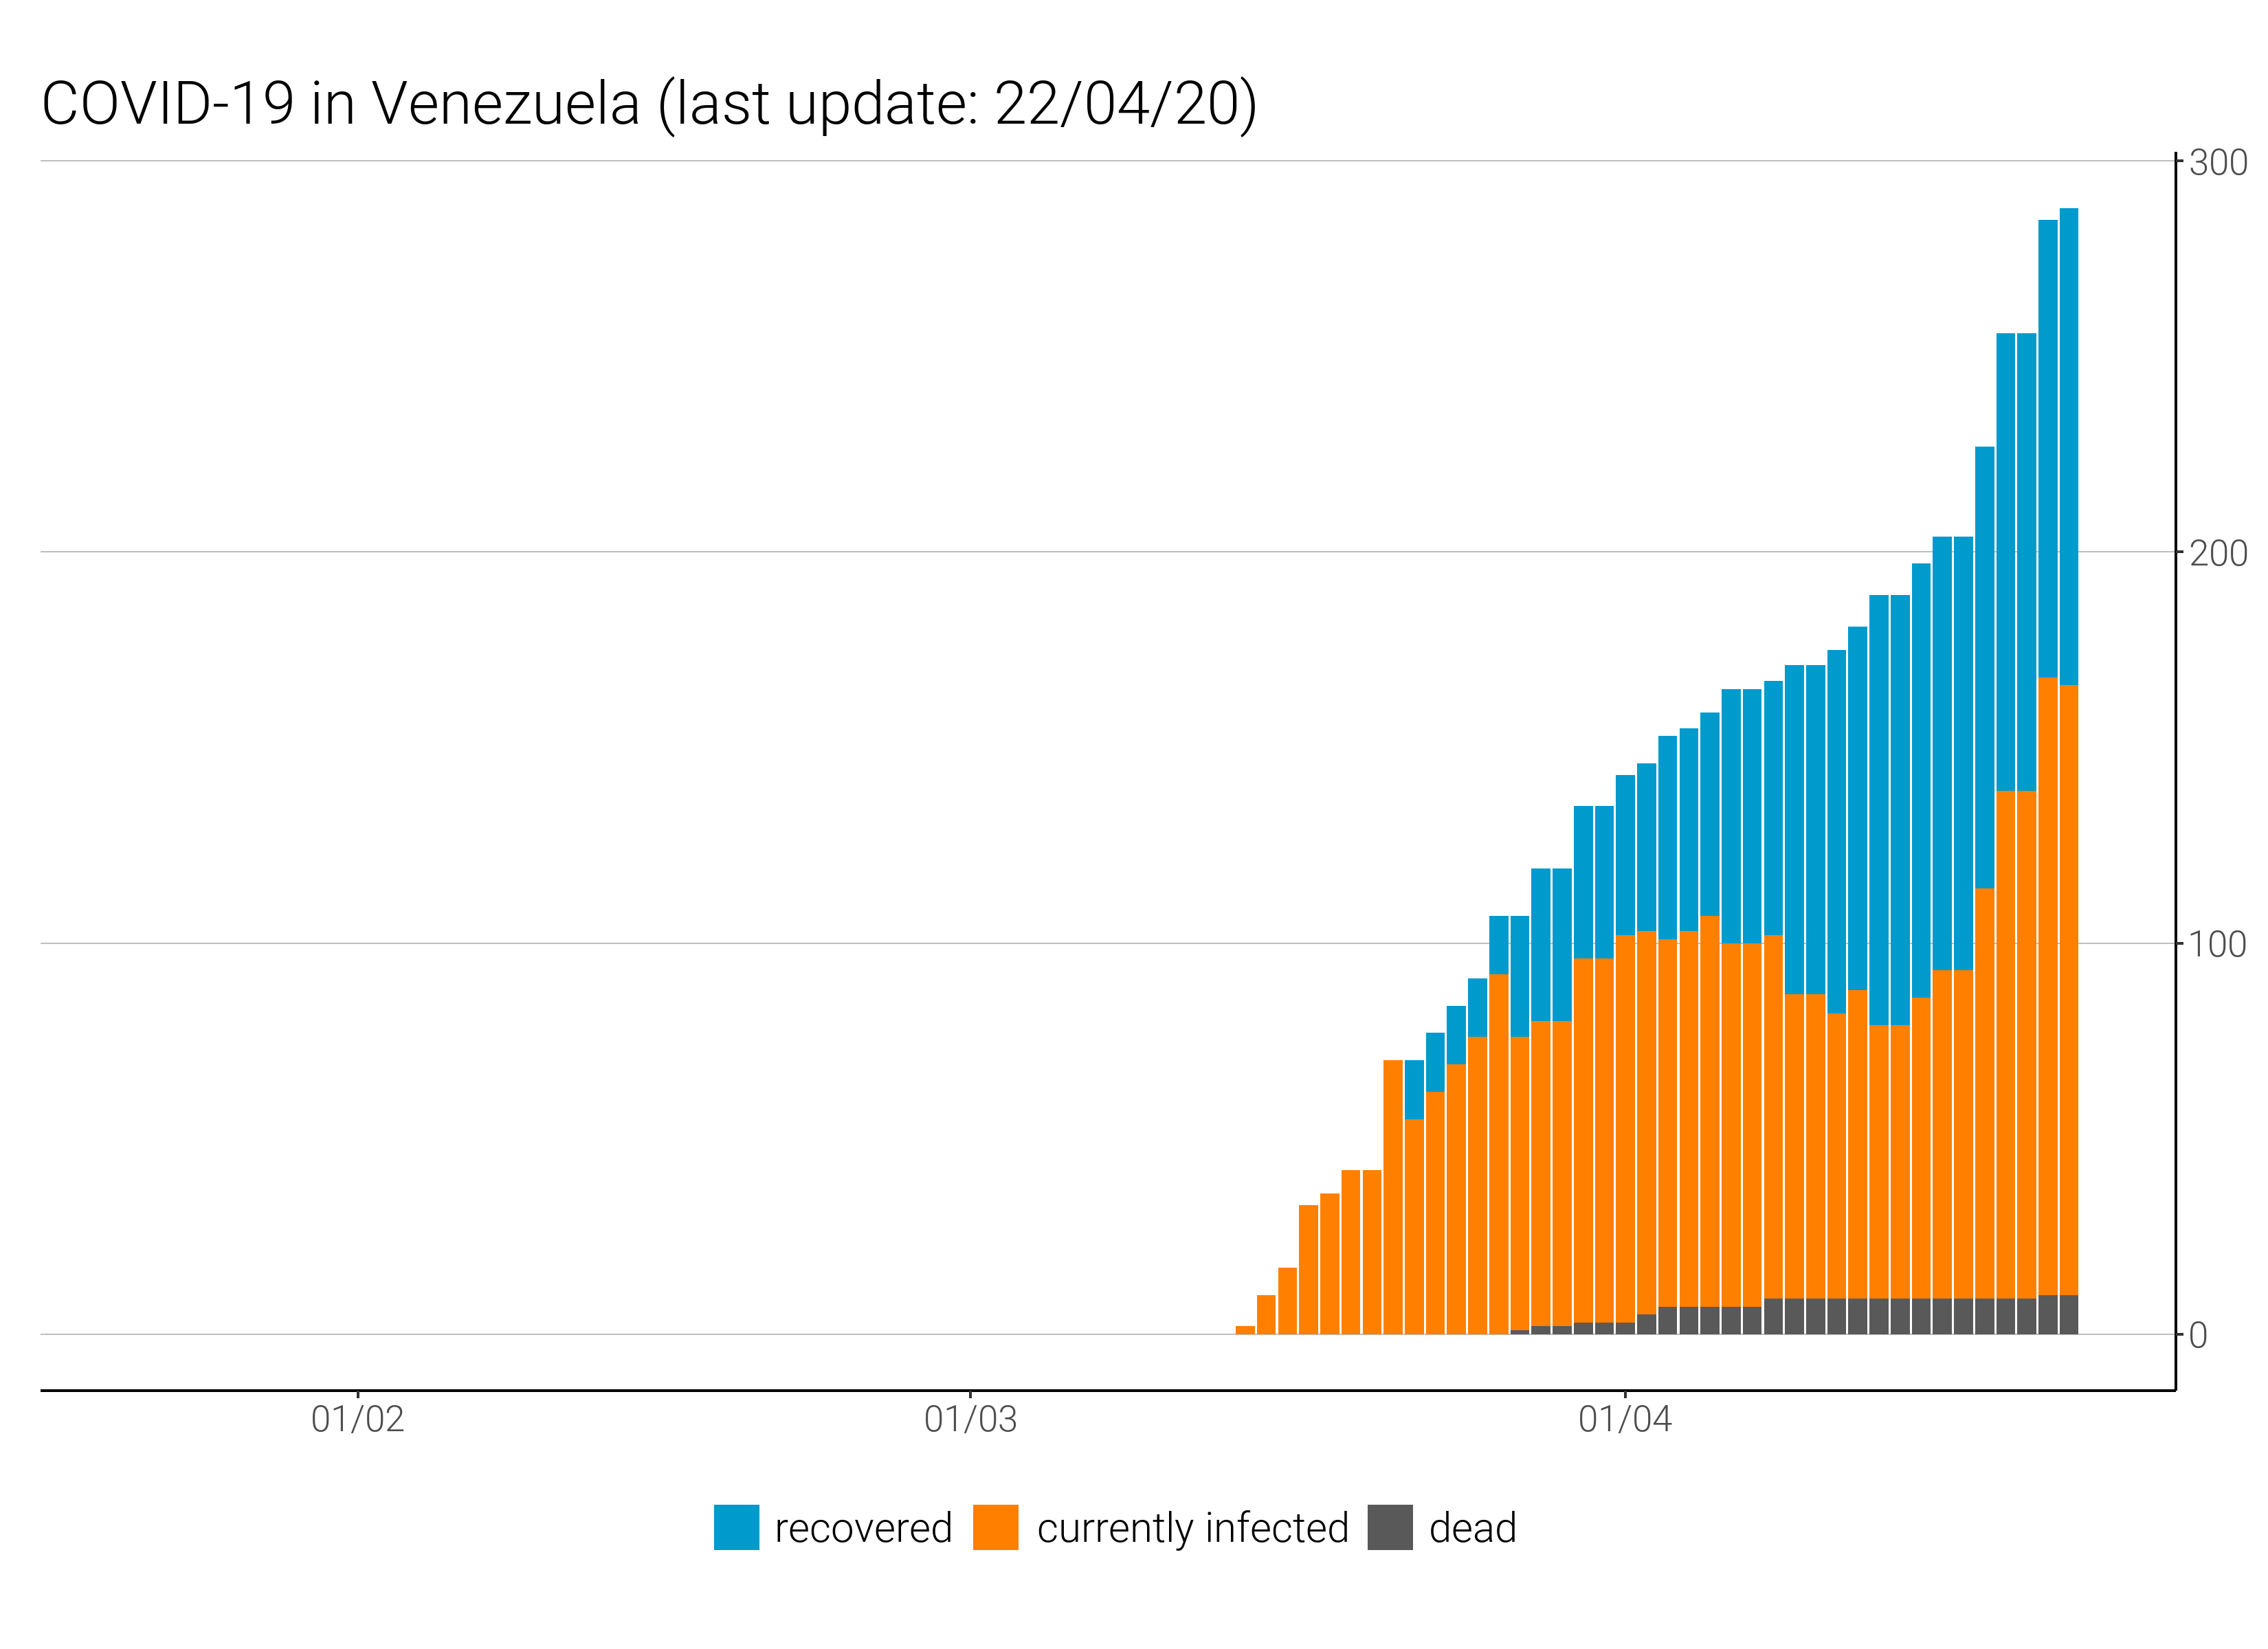 COVID-19 in Venezuela (last update: 22/04/20)
300
200
100
0
01/02 01/03 01/04
recovered currently infected dead